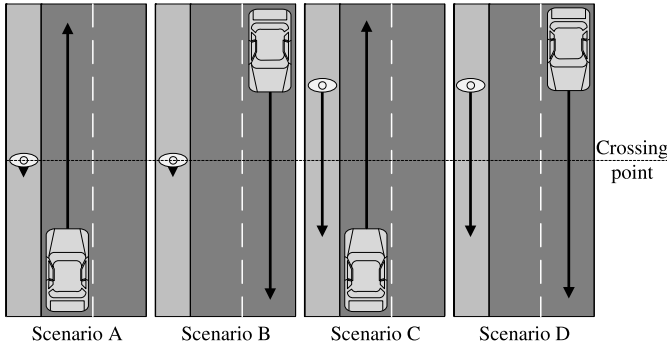 Crossing
point
Scenario A
Scenario B
Scenario C
Scenario D